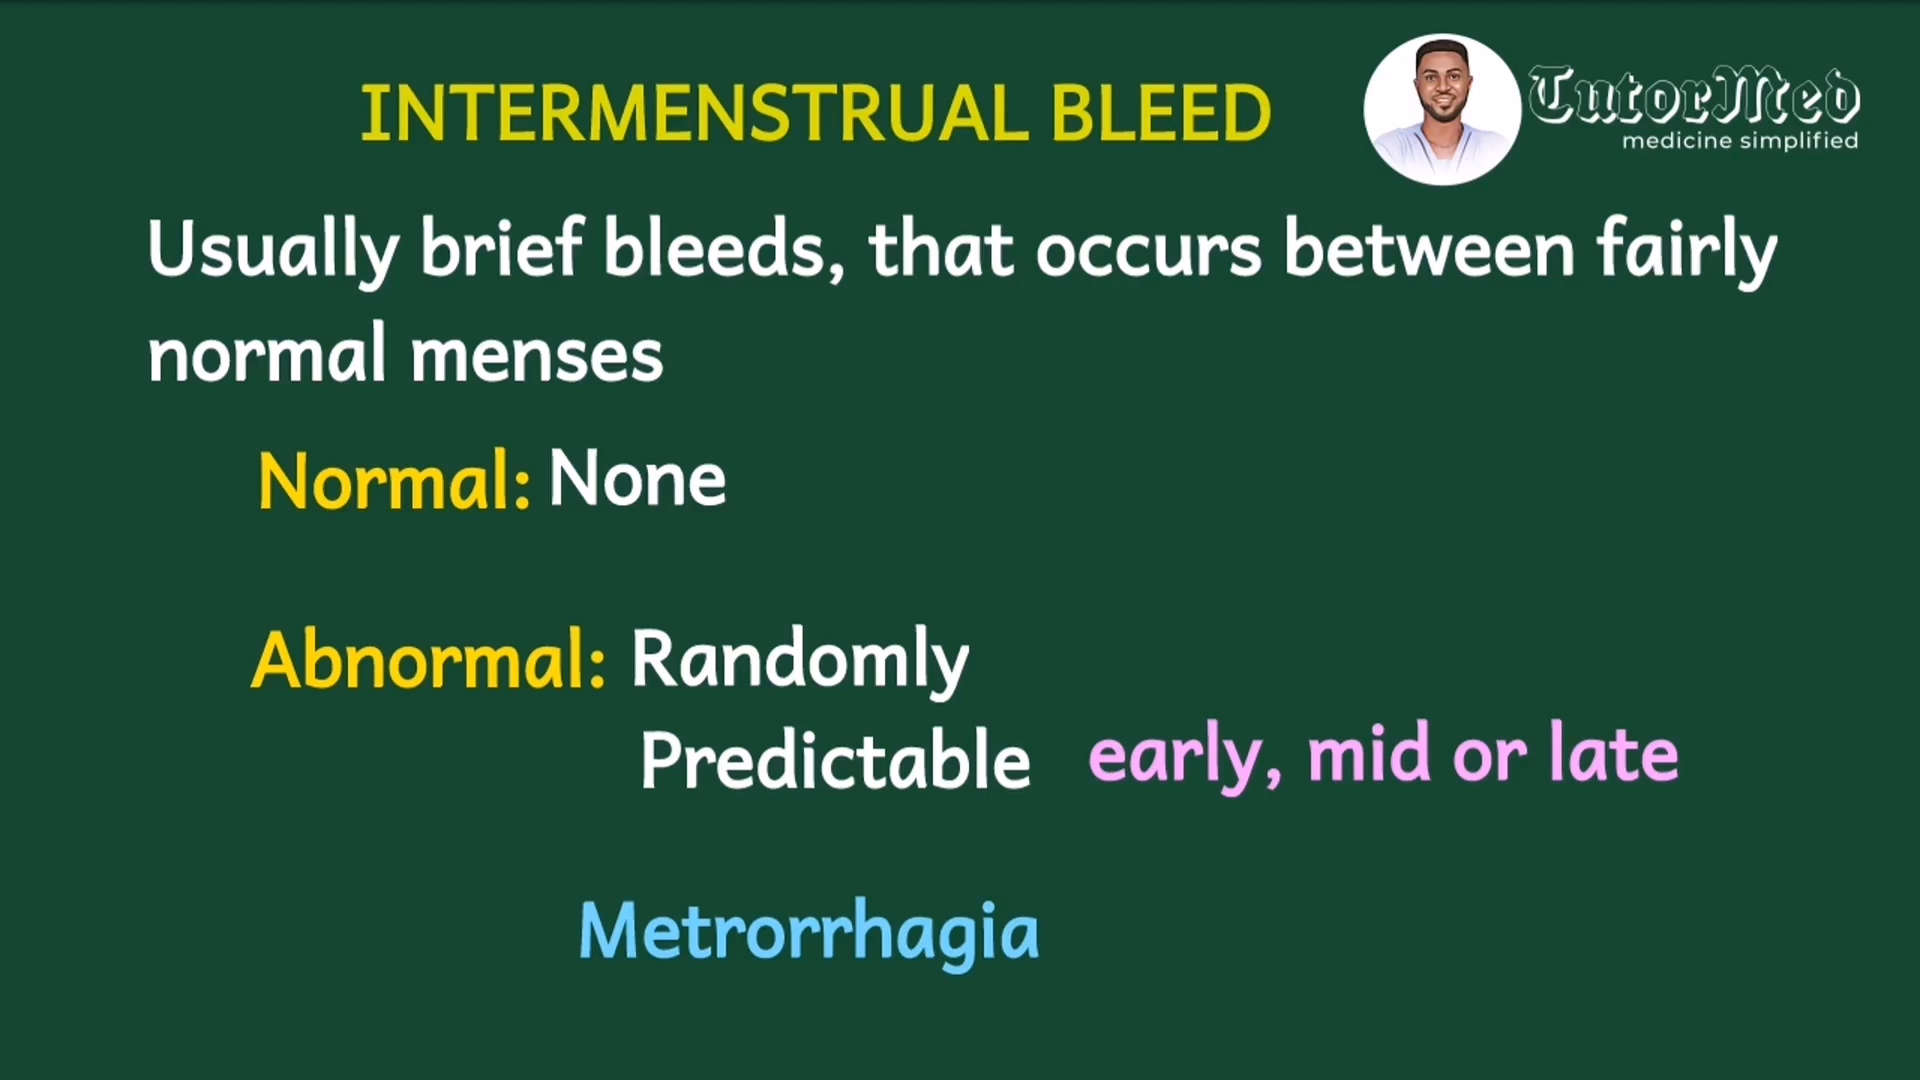 INTERMENSTRUAL BLEED
TutorMed
medicine simplified
Usually brief bleeds, that occurs between fairly
normal menses
Normal: None
Abnormal: Randomly
Predictable early, mid or late
Metrorrhagia